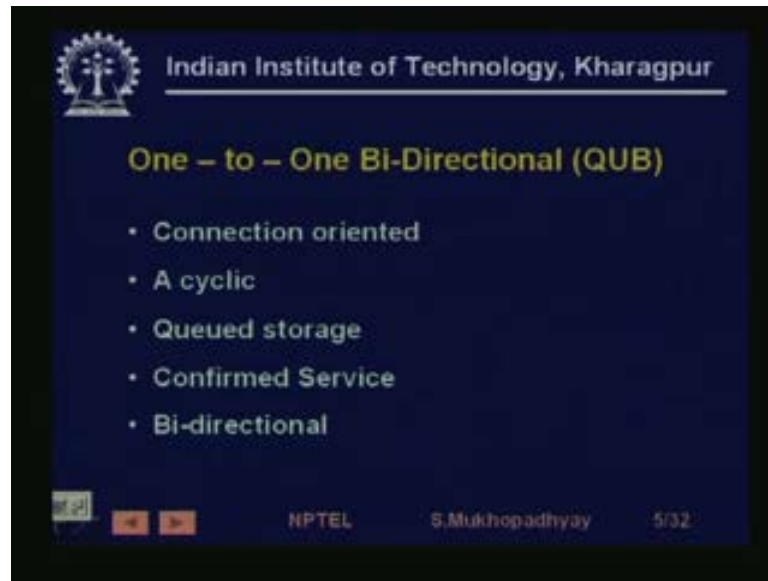 Indian Institute of Technology, Kharagpur
One – to – One Bi-Directional (QUB)
• Connection oriented
• A cyclic
• Queued storage
• Confirmed Service
• Bi-directional
NPTEL S.Mukhopadhyay 5/32